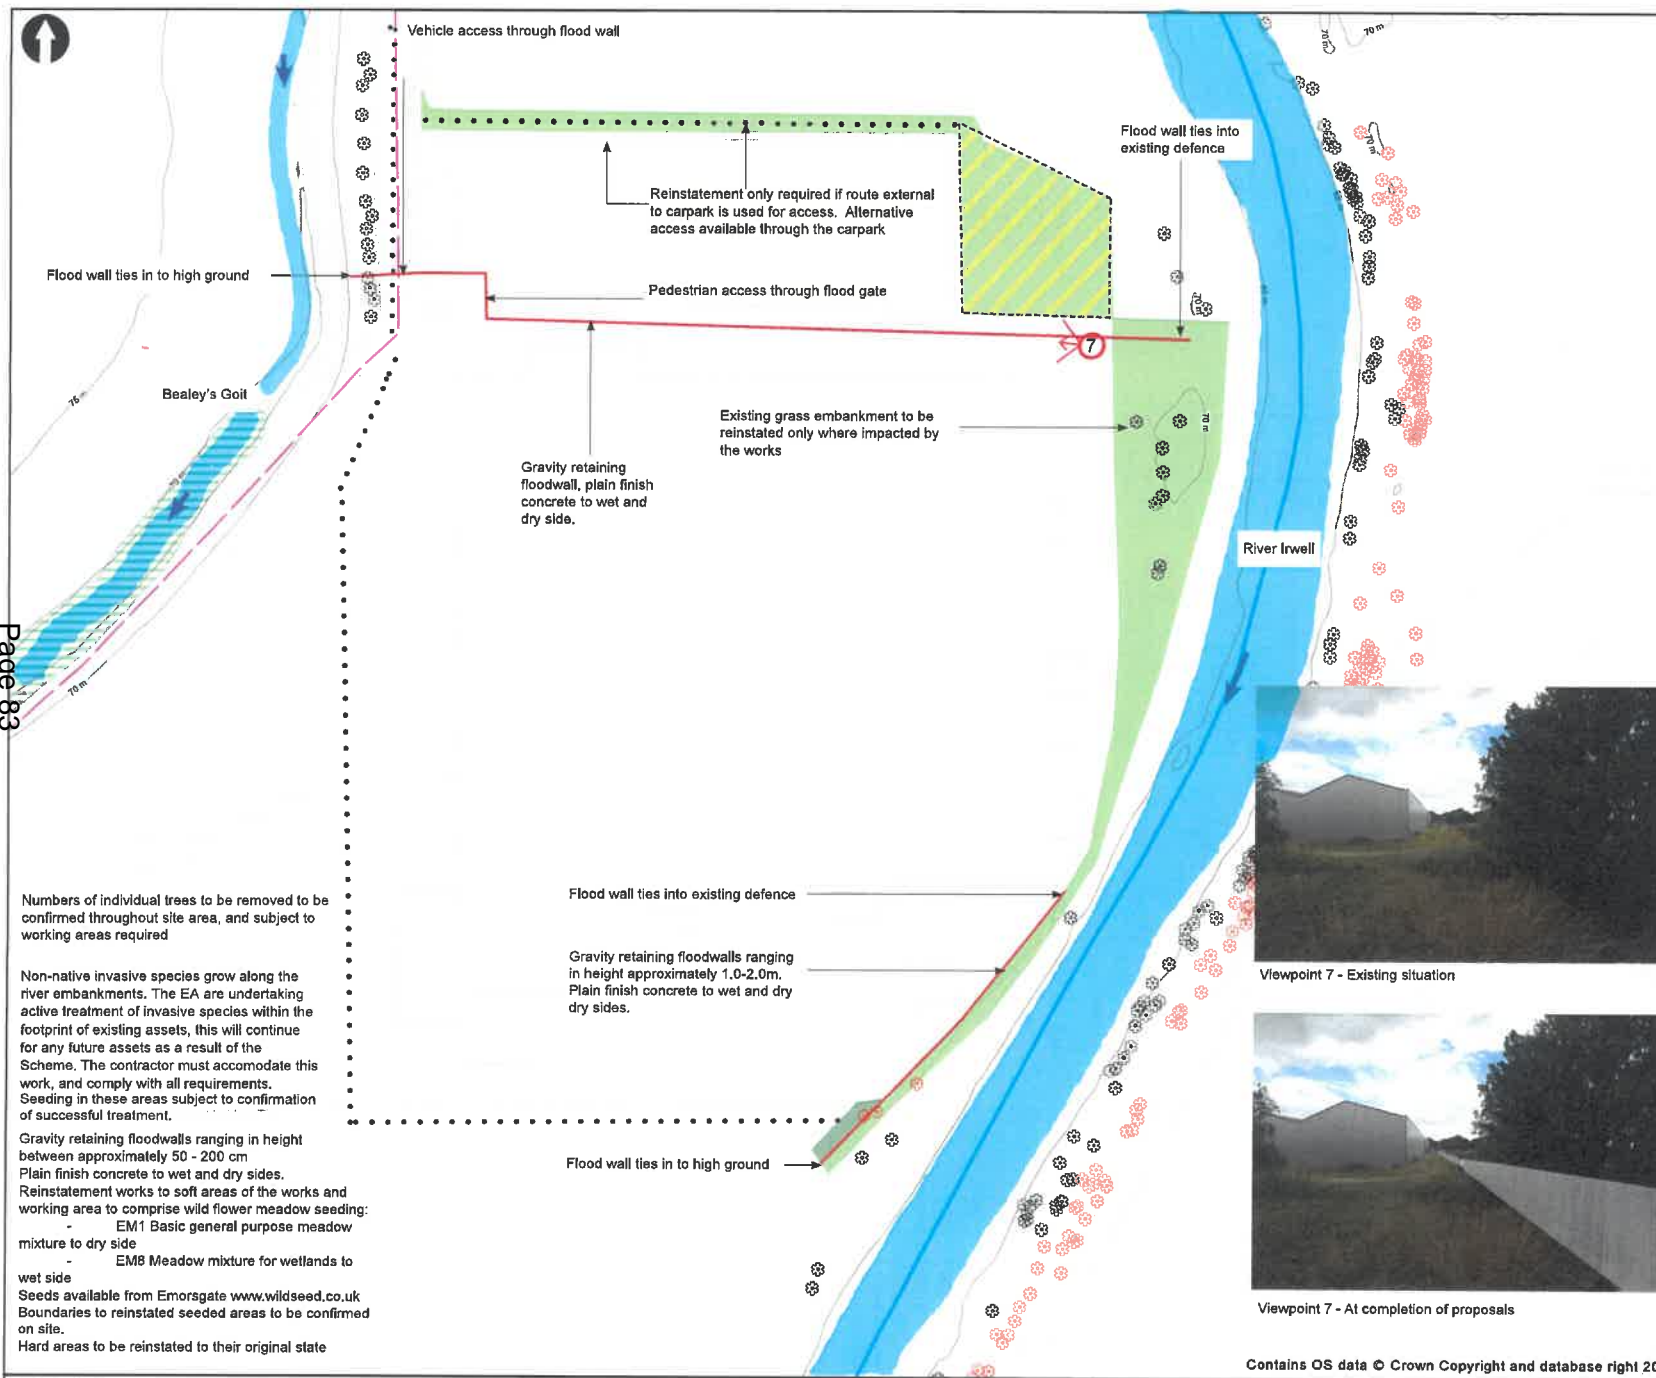 Vehicle access through flood wall
Flood wall ties into
existing defence
Reinstatement only required if route external
to carpark is used for access. Alternative
access available through the carpark
Flood wall ties in to high ground
Pedestrian access through flood gate
7
Bealey's Goit
Existing grass embankment to be
reinstated only where impacted by
the works
Gravity retaining
floodwall, plain finish
concrete to wet and
dry side.
River Irwell
70 m
70 m
70 m
70 m
70 m
75 m
70 m
70 m
Page 83
Flood wall ties into existing defence
Gravity retaining floodwalls ranging
in height approximately 1.0-2.0m.
Plain finish concrete to wet and dry
dry sides.
Flood wall ties in to high ground
Numbers of individual trees to be removed to be
confirmed throughout site area, and subject to
working areas required
Non-native invasive species grow along the
river embankments. The EA are undertaking
active treatment of invasive species within the
footprint of existing assets, this will continue
for any future assets as a result of the
Scheme. The contractor must accomodate this
work, and comply with all requirements.
Seeding in these areas subject to confirmation
of successful treatment.
Gravity retaining floodwalls ranging in height
between approximately 50 - 200 cm
Plain finish concrete to wet and dry sides.
Reinstatement works to soft areas of the works and
working area to comprise wild flower meadow seeding:
- EM1 Basic general purpose meadow
mixture to dry side
- EM8 Meadow mixture for wetlands to
wet side
Seeds available from Emorsgate www.wildseed.co.uk
Boundaries to reinstated seeded areas to be confirmed
on site.
Hard areas to be reinstated to their original state
Viewpoint 7 - Existing situation
Viewpoint 7 - At completion of proposals
Contains OS data © Crown Copyright and database right 20